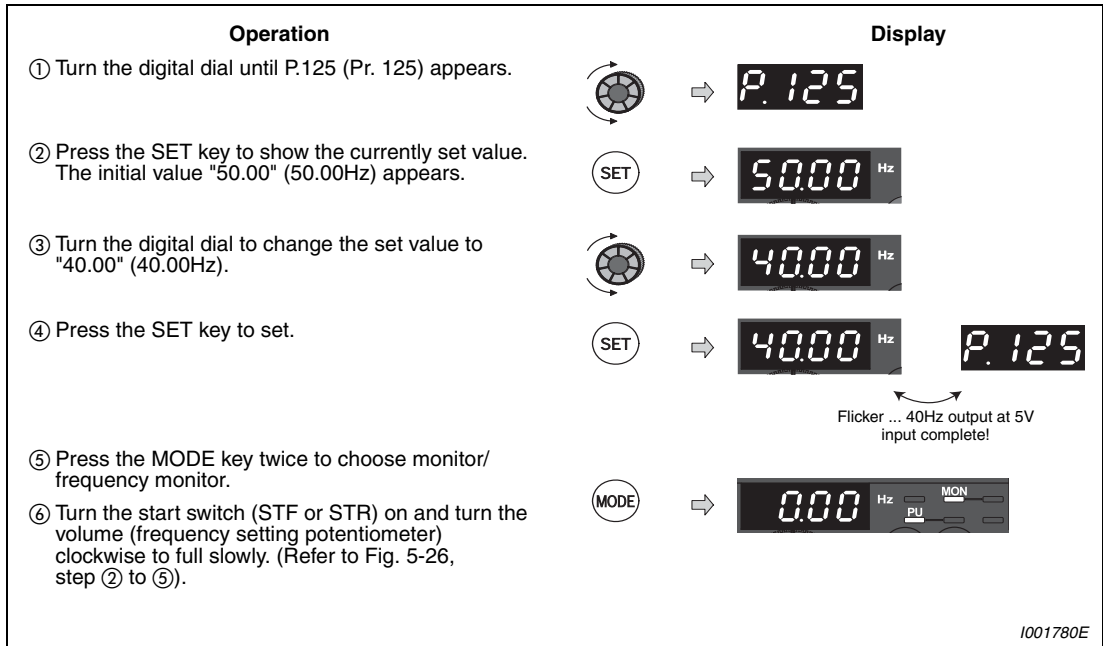 Operation
Display
① Turn the digital dial until P.125 (Pr. 125) appears.
P. 125
② Press the SET key to show the currently set value.
The initial value "50.00" (50.00Hz) appears.
SET
50.00 Hz
③ Turn the digital dial to change the set value to
"40.00" (40.00Hz).
40.00 Hz
④ Press the SET key to set.
SET
40.00 Hz
P. 125
Flicker ... 40Hz output at 5V
input complete!
⑤ Press the MODE key twice to choose monitor/
frequency monitor.
MODE
0.00 Hz
MON
PU
⑥ Turn the start switch (STF or STR) on and turn the
volume (frequency setting potentiometer)
clockwise to full slowly. (Refer to Fig. 5-26,
step ② to ⑤).
I001780E